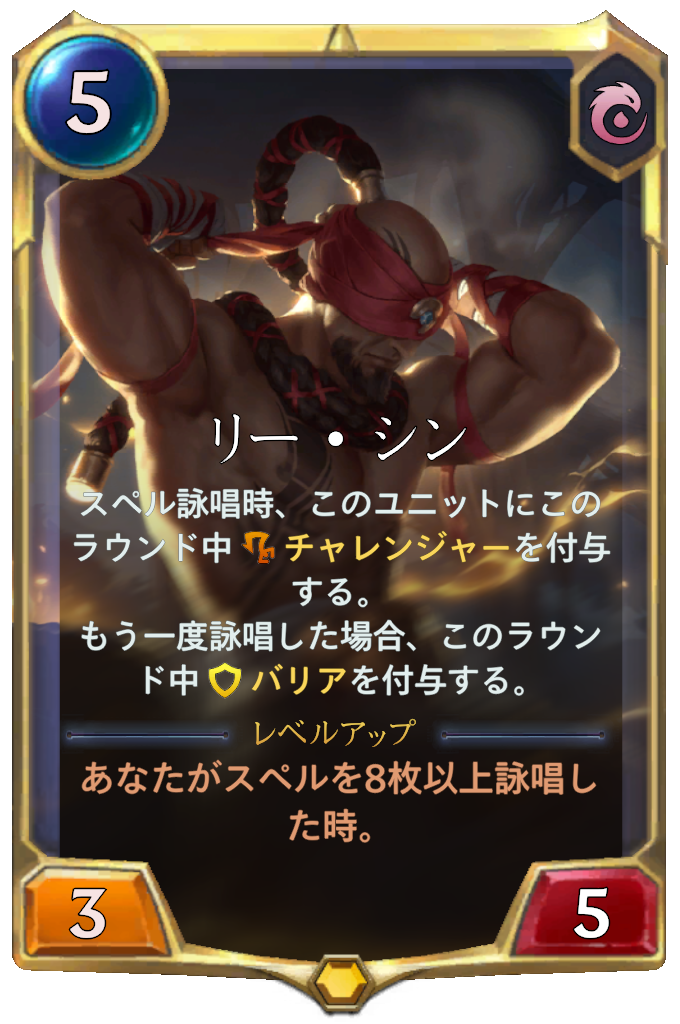 5
リー・シン
スペル詠唱時、このユニットにこの
ラウンド中 チャレンジャーを付与
する。
もう一度詠唱した場合、このラウン
ド中 バリアを付与する。
レベルアップ
あなたがスペルを8枚以上詠唱し
た時。
3
5